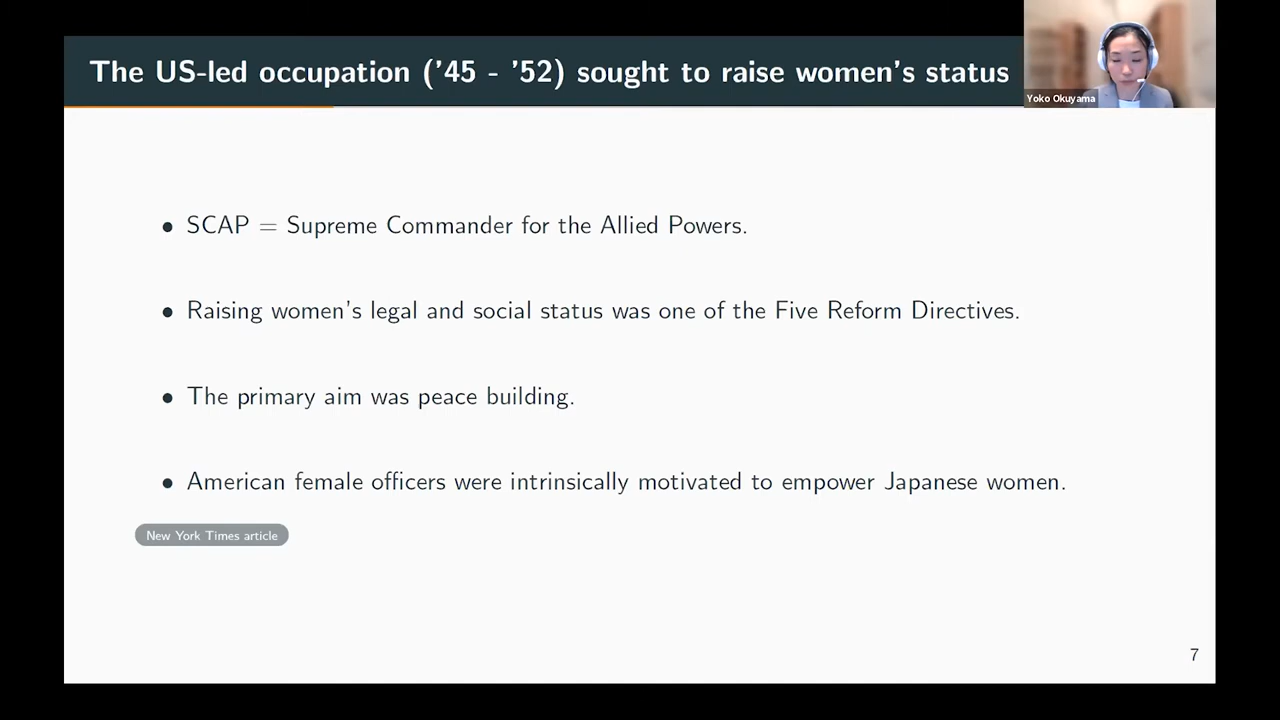 The US-led occupation ('45 - '52) sought to raise women's status
Yoko Okuyama
• SCAP = Supreme Commander for the Allied Powers.
• Raising women's legal and social status was one of the Five Reform Directives.
• The primary aim was peace building.
• American female officers were intrinsically motivated to empower Japanese women.
New York Times article
7